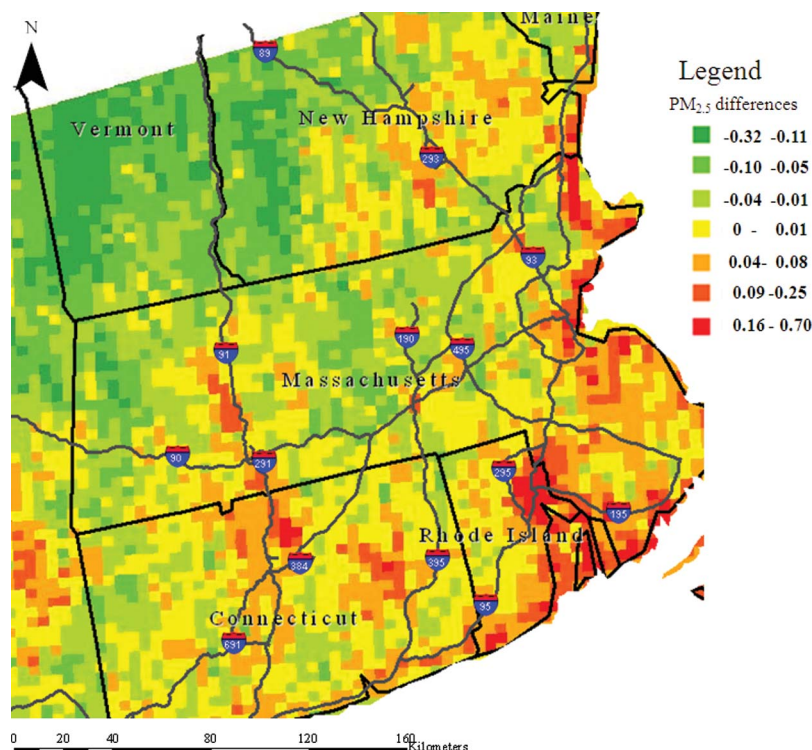 Maine
N
89
Legend
PM2.5 differences
Vermont
New Hampshire
-0.32 -0.11
-0.10 -0.05
293
-0.04 -0.01
0 - 0.01
0.04- 0.08
93
0.09 -0.25
0.16 - 0.70
190
495
91
Massachusetts
90
291
295
195
Rhode Island
384
395
95
Connecticut
691
0 20 40 80 120 160
Kilometers